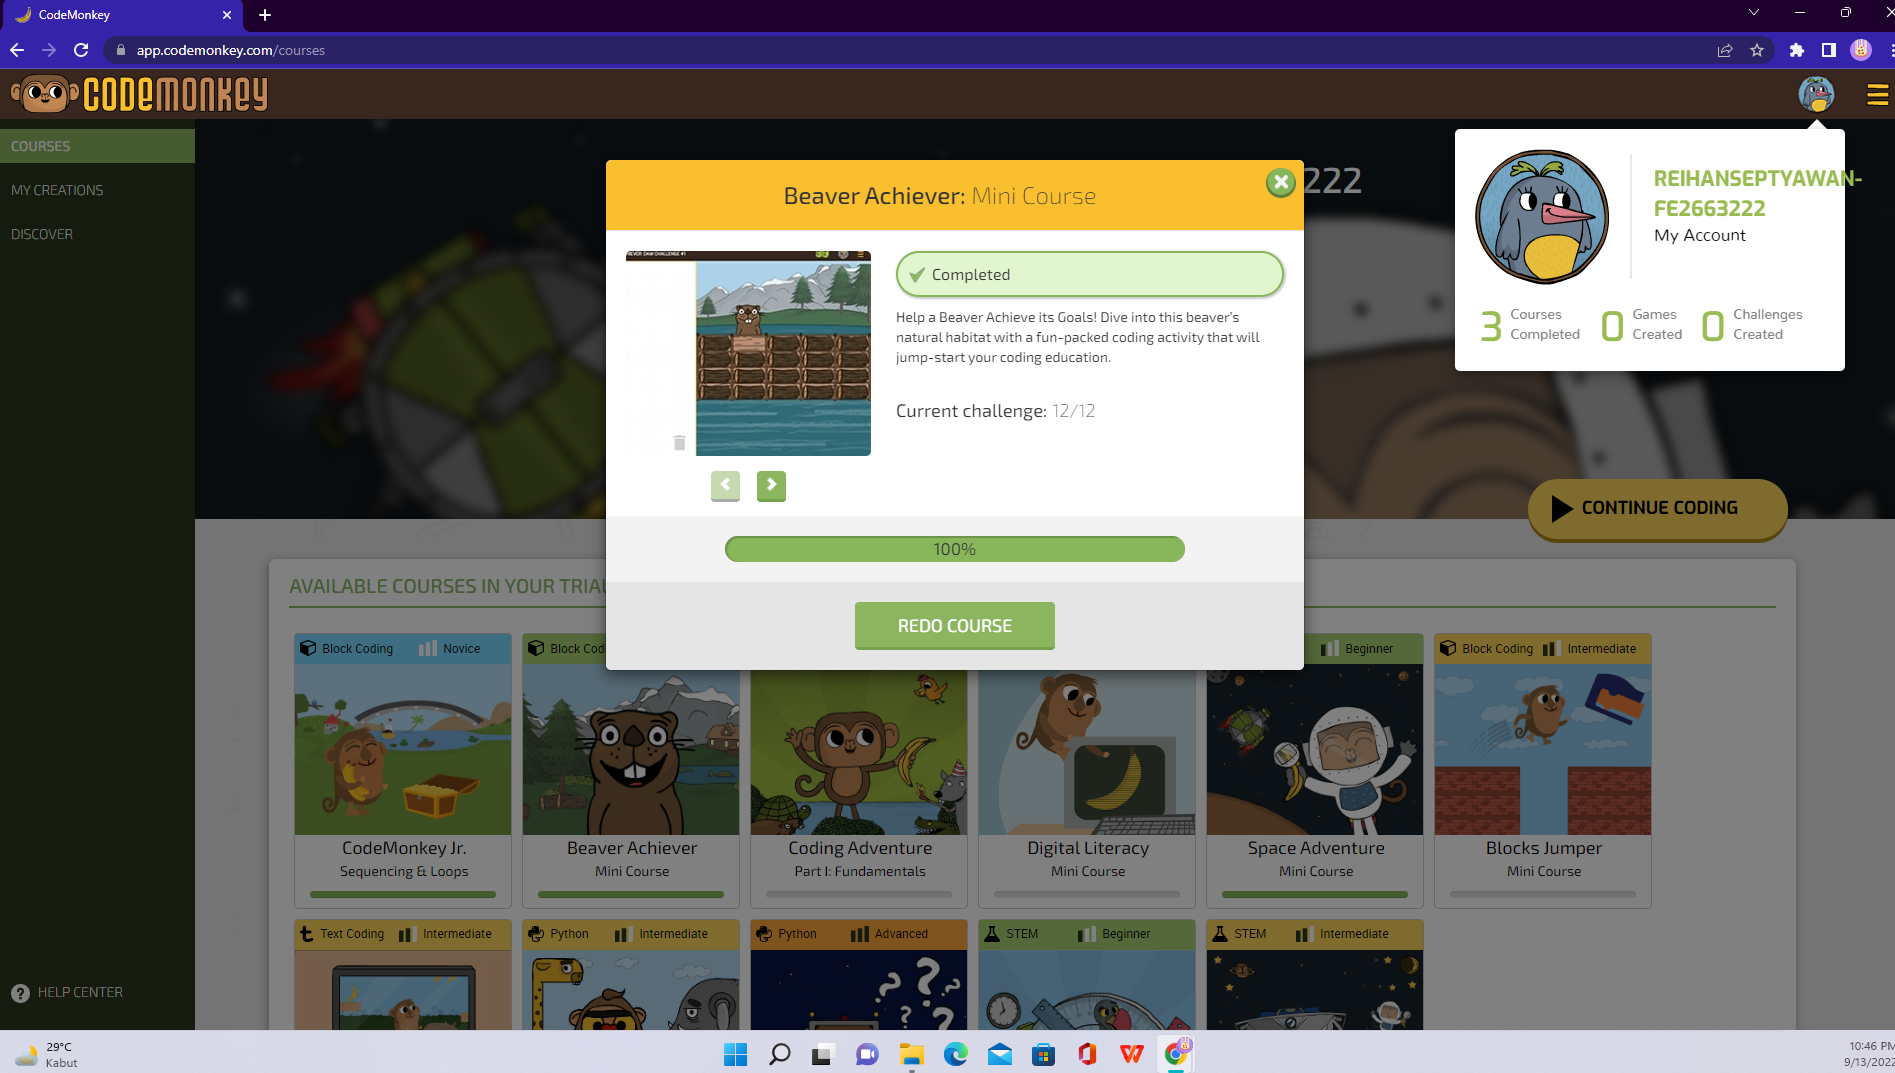 CodeMonkey
app.codemonkey.com/courses
CODEMONKEY
COURSES
MY CREATIONS
DISCOVER
HELP CENTER
222
REIHANSEPTYAWAN-
FE2663222
My Account
3 Courses Completed
0 Games Created
0 Challenges Created
Beaver Achiever: Mini Course
Completed
Help a Beaver Achieve its Goals! Dive into this beaver's
natural habitat with a fun-packed coding activity that will
jump-start your coding education.
Current challenge: 12/12
100%
REDO COURSE
CONTINUE CODING
AVAILABLE COURSES IN YOUR TRIAL
Block Coding Novice
CodeMonkey Jr.
Sequencing & Loops
Block Cod
Beaver Achiever
Mini Course
Coding Adventure
Part I: Fundamentals
Digital Literacy
Mini Course
Beginner
Space Adventure
Mini Course
Block Coding Intermediate
Blocks Jumper
Mini Course
Text Coding Intermediate
Python Intermediate
Python Advanced
STEM Beginner
STEM Intermediate
29°C
Kabut
10:46 PM
9/13/2022